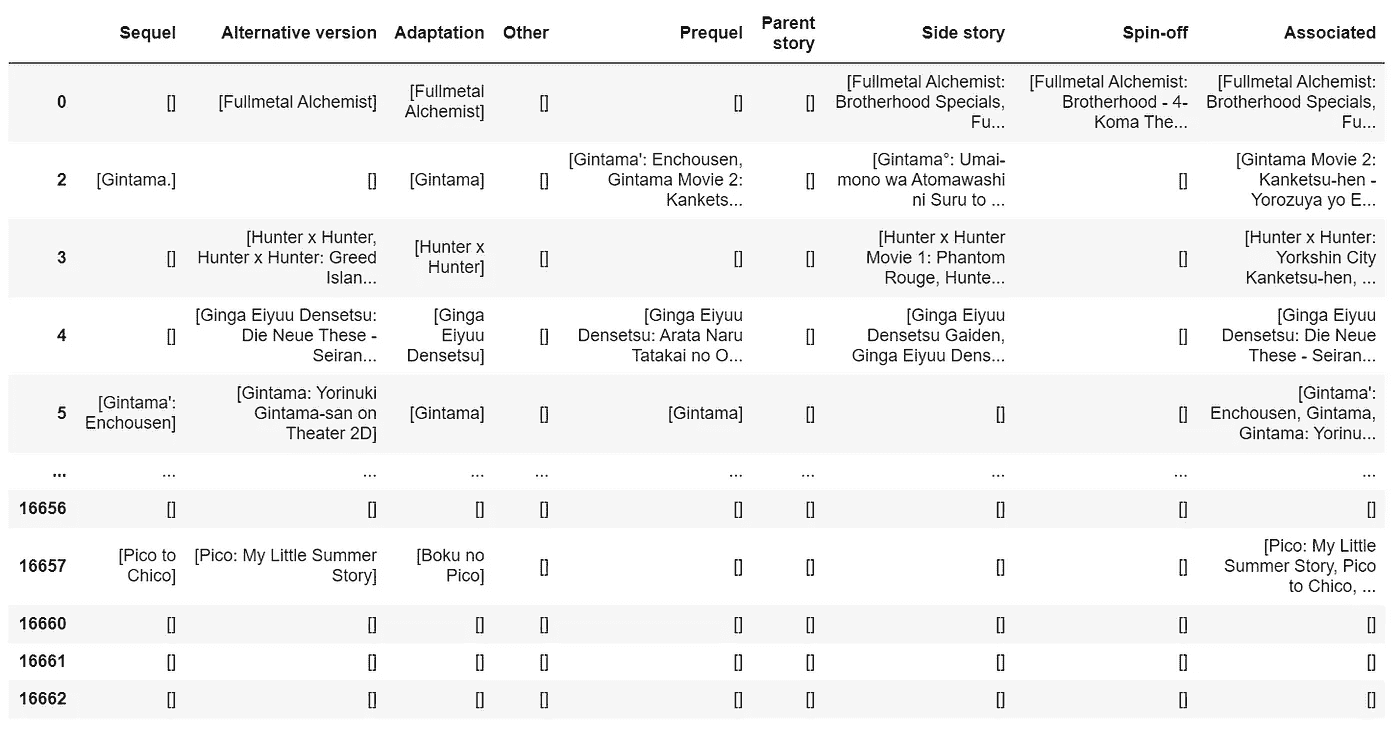 Sequel Alternative version Adaptation Other Prequel Parent story Side story Spin-off Associated
0 [] [Fullmetal Alchemist] [Fullmetal Alchemist] [] [] [] [Fullmetal Alchemist: Brotherhood Specials, Fu... [Fullmetal Alchemist: Brotherhood - 4-Koma The... [Fullmetal Alchemist: Brotherhood Specials, Fu...
2 [Gintama.] [] [Gintama] [] [Gintama': Enchousen, Gintama Movie 2: Kankets... [] [Gintama°: Umai-mono wa Atomawashi ni Suru to ... [] [Gintama Movie 2: Kanketsu-hen - Yorozuya yo E...
3 [] [Hunter x Hunter, Hunter x Hunter: Greed Islan... [Hunter x Hunter] [] [] [] [Hunter x Hunter Movie 1: Phantom Rouge, Hunte... [] [Hunter x Hunter: Yorkshin City Kanketsu-hen, ...
4 [] [Ginga Eiyuu Densetsu: Die Neue These - Seiran... [Ginga Eiyuu Densetsu] [] [Ginga Eiyuu Densetsu: Arata Naru Tatakai no O... [] [Ginga Eiyuu Densetsu Gaiden, Ginga Eiyuu Dens... [] [Ginga Eiyuu Densetsu: Die Neue These - Seiran...
5 [Gintama': Enchousen] [Gintama: Yorinuki Gintama-san on Theater 2D] [Gintama] [] [Gintama] [] [] [] [Gintama': Enchousen, Gintama, Gintama: Yorinu...
... ... ... ... ... ... ... ... ... ...
16656 [] [] [] [] [] [] [] [] []
16657 [Pico to Chico] [Pico: My Little Summer Story] [Boku no Pico] [] [] [] [] [] [Pico: My Little Summer Story, Pico to Chico, ...
16660 [] [] [] [] [] [] [] [] []
16661 [] [] [] [] [] [] [] [] []
16662 [] [] [] [] [] [] [] [] []